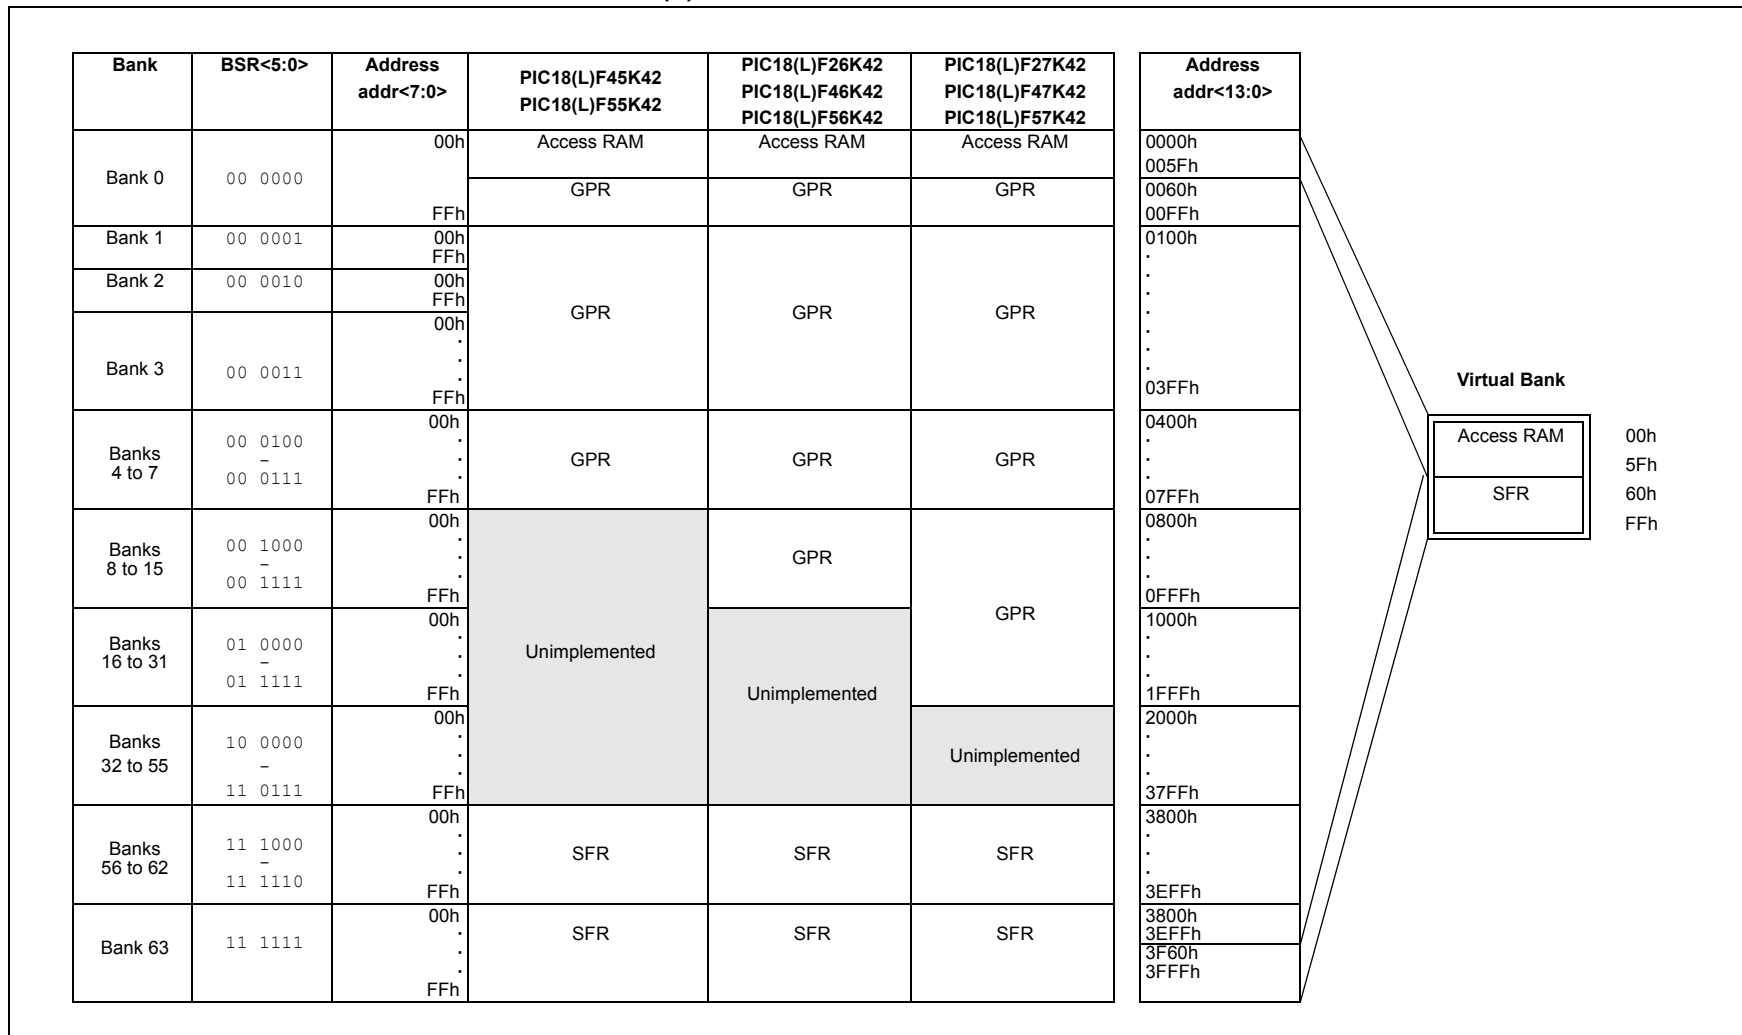 Bank BSR<5:0> Address addr<7:0> PIC18(L)F45K42 PIC18(L)F55K42 PIC18(L)F26K42 PIC18(L)F46K42 PIC18(L)F56K42 PIC18(L)F27K42 PIC18(L)F47K42 PIC18(L)F57K42 Address addr<13:0>
Bank 0 00 0000 00h FFh Access RAM Access RAM Access RAM 0000h 005Fh
GPR GPR GPR 0060h 00FFh
Bank 1 00 0001 00h FFh 0100h
Bank 2 00 0010 00h FFh
GPR GPR GPR
Bank 3 00 0011 00h . . . FFh 03FFh
Banks 4 to 7 00 0100 – 00 0111 00h . . . FFh GPR GPR GPR 0400h . . . 07FFh
Banks 8 to 15 00 1000 – 00 1111 00h . . . FFh Unimplemented GPR GPR 0800h . . . 0FFFh
Banks 16 to 31 01 0000 – 01 1111 00h . . . FFh Unimplemented 1000h . . . 1FFFh
Banks 32 to 55 10 0000 – 11 0111 00h . . . FFh Unimplemented 2000h . . . 37FFh
Banks 56 to 62 11 1000 – 11 1110 00h . . . FFh SFR SFR SFR 3800h . . . 3EFFh
Bank 63 11 1111 00h . . . FFh SFR SFR SFR 3800h 3EFFh 3F60h 3FFFh
Virtual Bank
Access RAM 00h
5Fh
SFR 60h
FFh